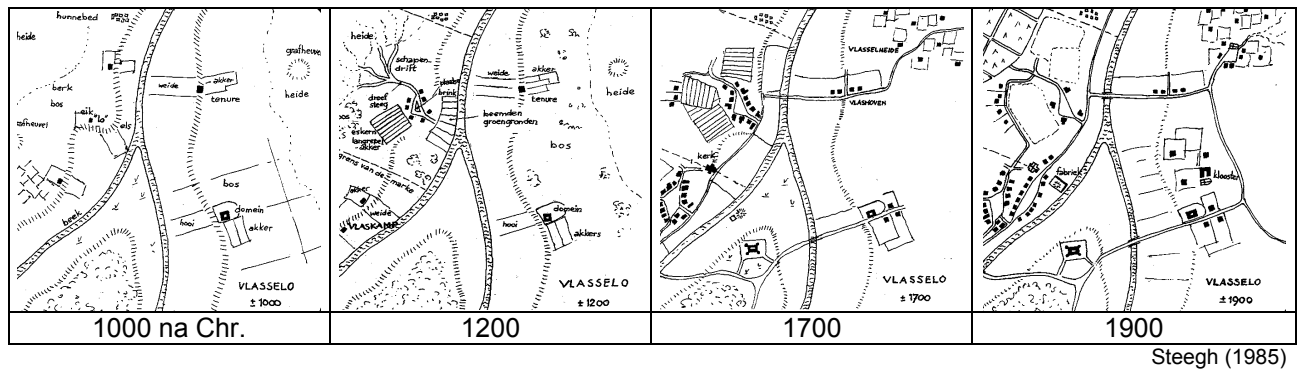 hunnebed
heide
grafheuvel
heide
berk
bos
weide
akker
tenure
eik "lo"
els
bos
domein
hooi
akker
beek
VLASSELO
± 1000
heide
schapen-
drift
weide
akker
tenure
heide
brink
dreef
steeg
beemden
groengronden
bos
akker
grens van de marke
akker
weide
VLASKAMP
domein
hooi
akkers
VLASSELO
± 1200
VLASSELHEIDE
VLASHOVEN
kerk
VLASSELO
± 1700
fabriek
klooster
VLASSELO
± 1900
1000 na Chr.
1200
1700
1900
Steegh (1985)